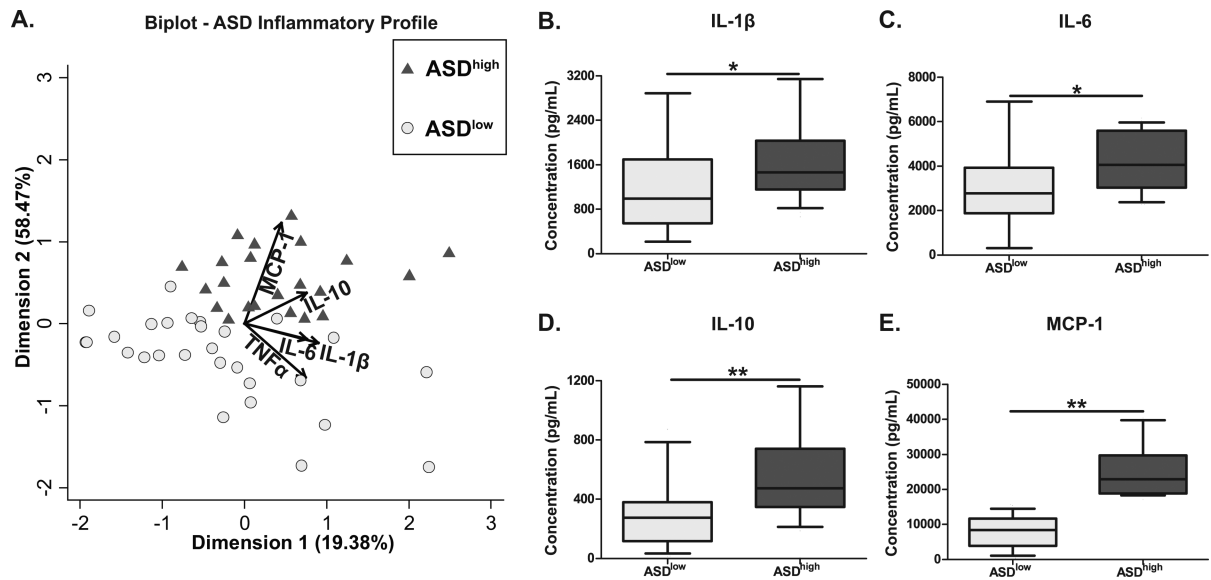 A.
Biplot - ASD Inflammatory Profile
ASDhigh
ASDlow
Dimension 2 (58.47%)
3
2
1
0
-1
-2
MCP-1
IL-10
IL-6
IL-1β
TNFα
-2
-1
0
1
2
3
Dimension 1 (19.38%)
B.
IL-1β
*
Concentration (pg/mL)
3200
2400
1600
800
0
ASDlow
ASDhigh
C.
IL-6
*
Concentration (pg/mL)
8000
6000
4000
2000
0
ASDlow
ASDhigh
D.
IL-10
**
Concentration (pg/mL)
1200
800
400
0
ASDlow
ASDhigh
E.
MCP-1
**
Concentration (pg/mL)
50000
40000
30000
20000
10000
0
ASDlow
ASDhigh